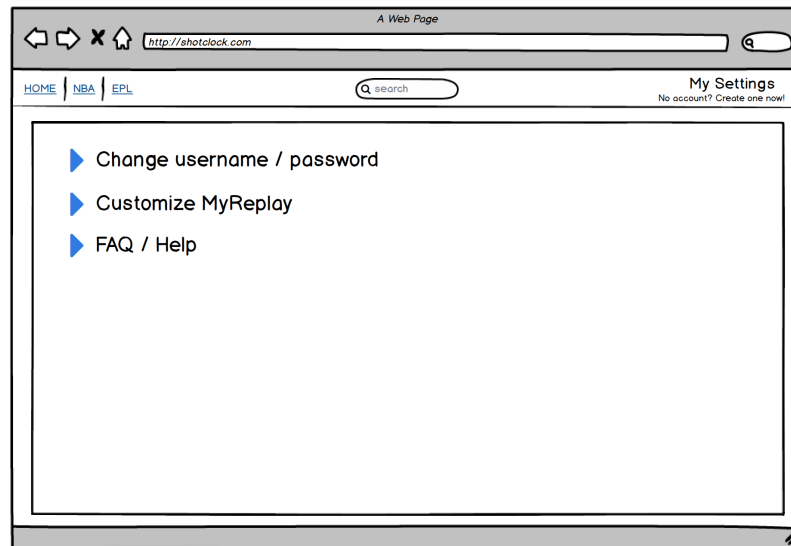 A Web Page
http://shotclock.com
HOME NBA EPL
search
My Settings
No account? Create one now!
Change username / password
Customize MyReplay
FAQ / Help